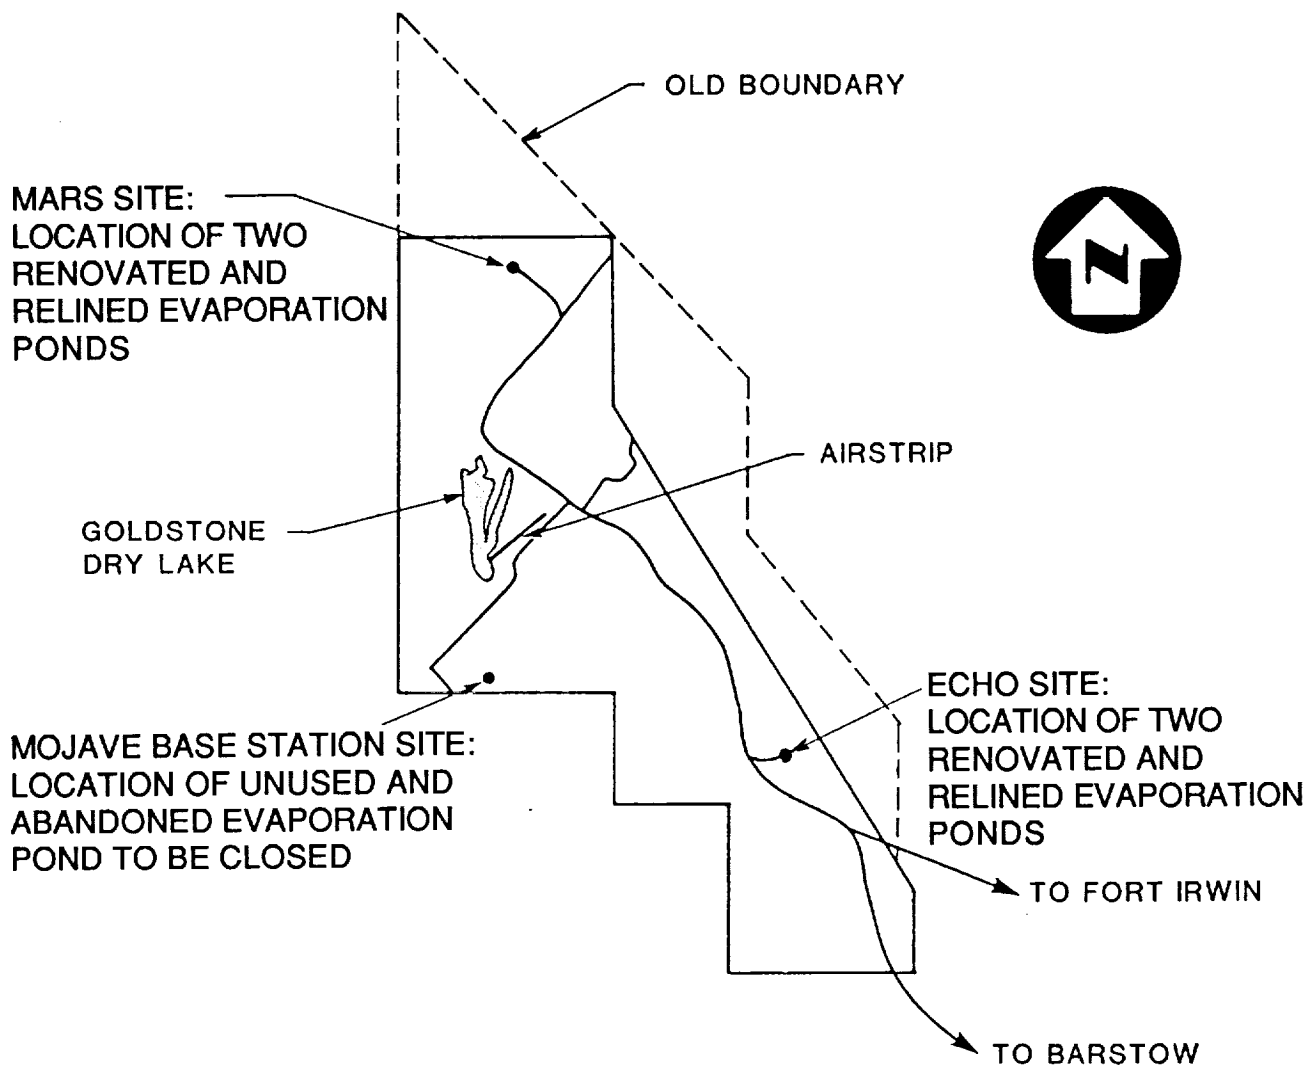 OLD BOUNDARY
MARS SITE:
LOCATION OF TWO
RENOVATED AND
RELINED EVAPORATION
PONDS
N
AIRSTRIP
GOLDSTONE
DRY LAKE
ECHO SITE:
LOCATION OF TWO
RENOVATED AND
RELINED EVAPORATION
PONDS
MOJAVE BASE STATION SITE:
LOCATION OF UNUSED AND
ABANDONED EVAPORATION
POND TO BE CLOSED
TO FORT IRWIN
TO BARSTOW